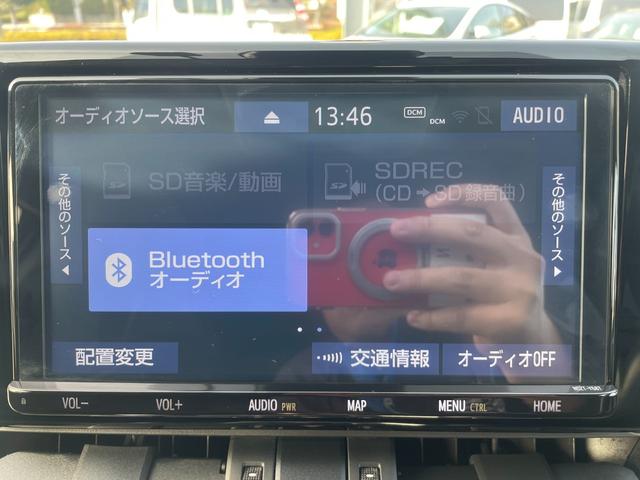 オーディオソース選択
13:46
DCM
DCM
AUDIO
その他のソース
SD音楽/動画
SDREC
(CD→SD録音曲)
その他のソース
Bluetooth
オーディオ
配置変更
交通情報
オーディオOFF
VOL-
VOL+
AUDIO PWR
MAP
MENU CTRL
HOME